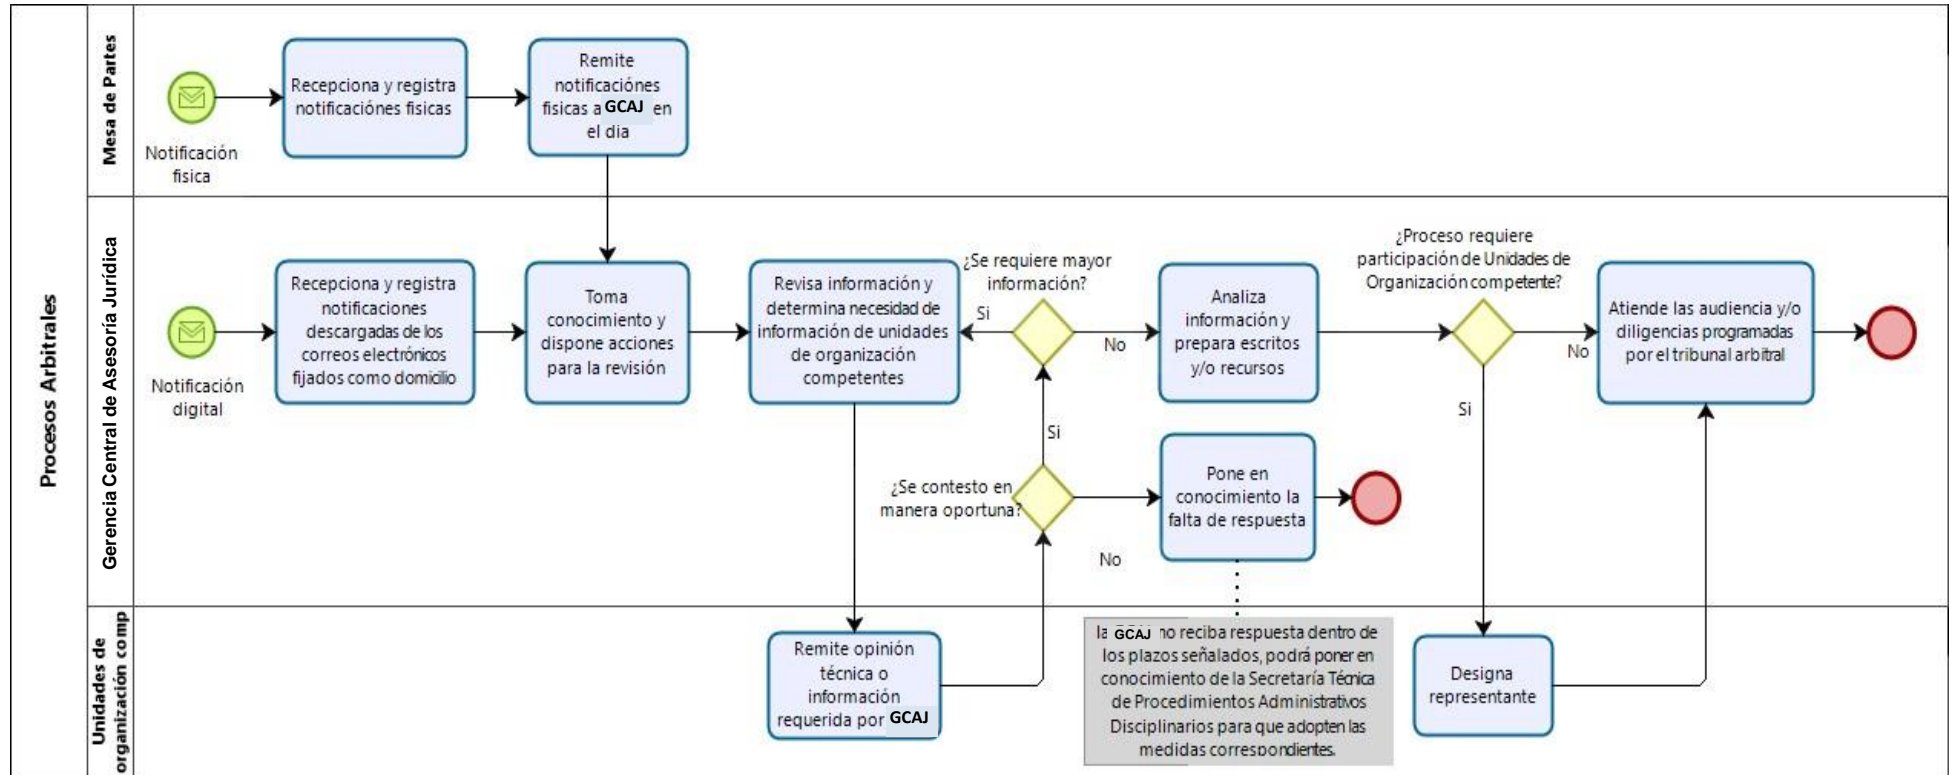 Procesos Arbitrales
Mesa de Partes
Notificación
fisica
Recepciona y registra
notificaciónes fisicas
Remite
notificaciónes
fisicas a GCAJ en
el dia
Gerencia Central de Asesoría Jurídica
Notificación
digital
Recepciona y registra
notificaciones
descargadas de los
correos electrónicos
fijados como domicilio
Toma
conocimiento y
dispone acciones
para la revisión
Revisa información y
determina necesidad de
información de unidades
de organización
competentes
¿Se requiere mayor
información?
Si
No
Analiza
información y
prepara escritos
y/o recursos
¿Proceso requiere
participación de Unidades de
Organización competente?
No
Si
Atiende las audiencia y/o
diligencias programadas
por el tribunal arbitral
Si
¿Se contesto en
manera oportuna?
No
Pone en
conocimiento la
falta de respuesta
Unidades de
organización comp
Remite opinión
técnica o
información
requerida por GCAJ
la GCAJ no reciba respuesta dentro de
los plazos señalados, podrá poner en
conocimiento de la Secretaría Técnica
de Procedimientos Administrativos
Disciplinarios para que adopten las
medidas correspondientes.
Designa
representante